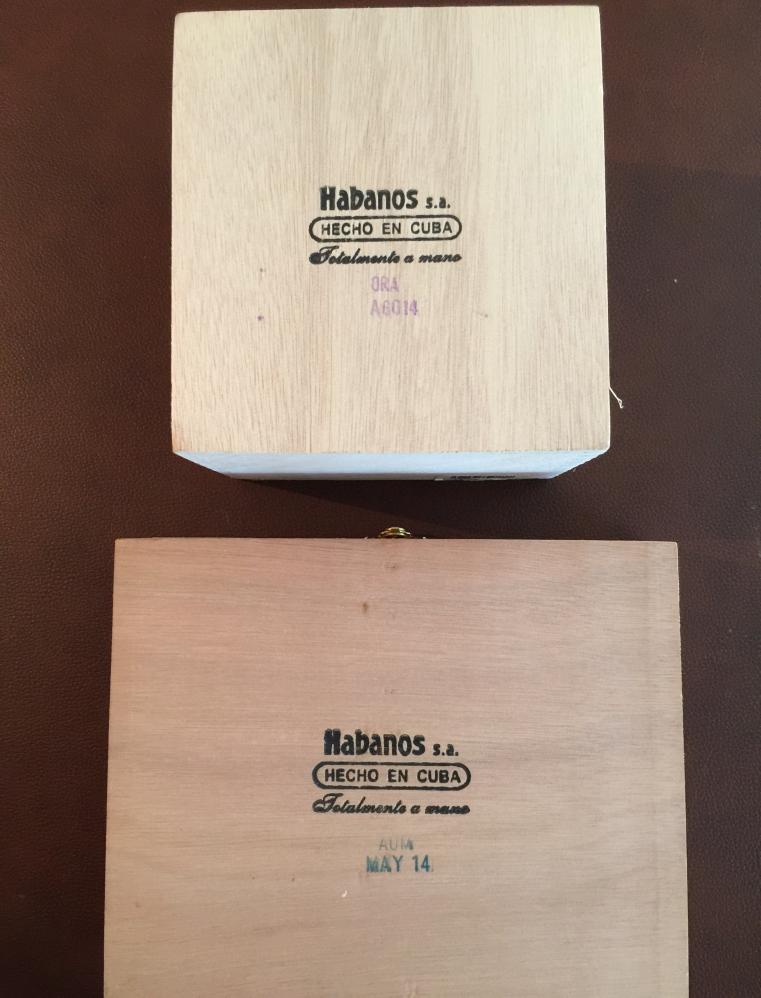 Habanos s.a.
HECHO EN CUBA
Totalmente a mano
ORA
AGO14
Habanos s.a.
HECHO EN CUBA
Totalmente a mano
AUM
MAY 14